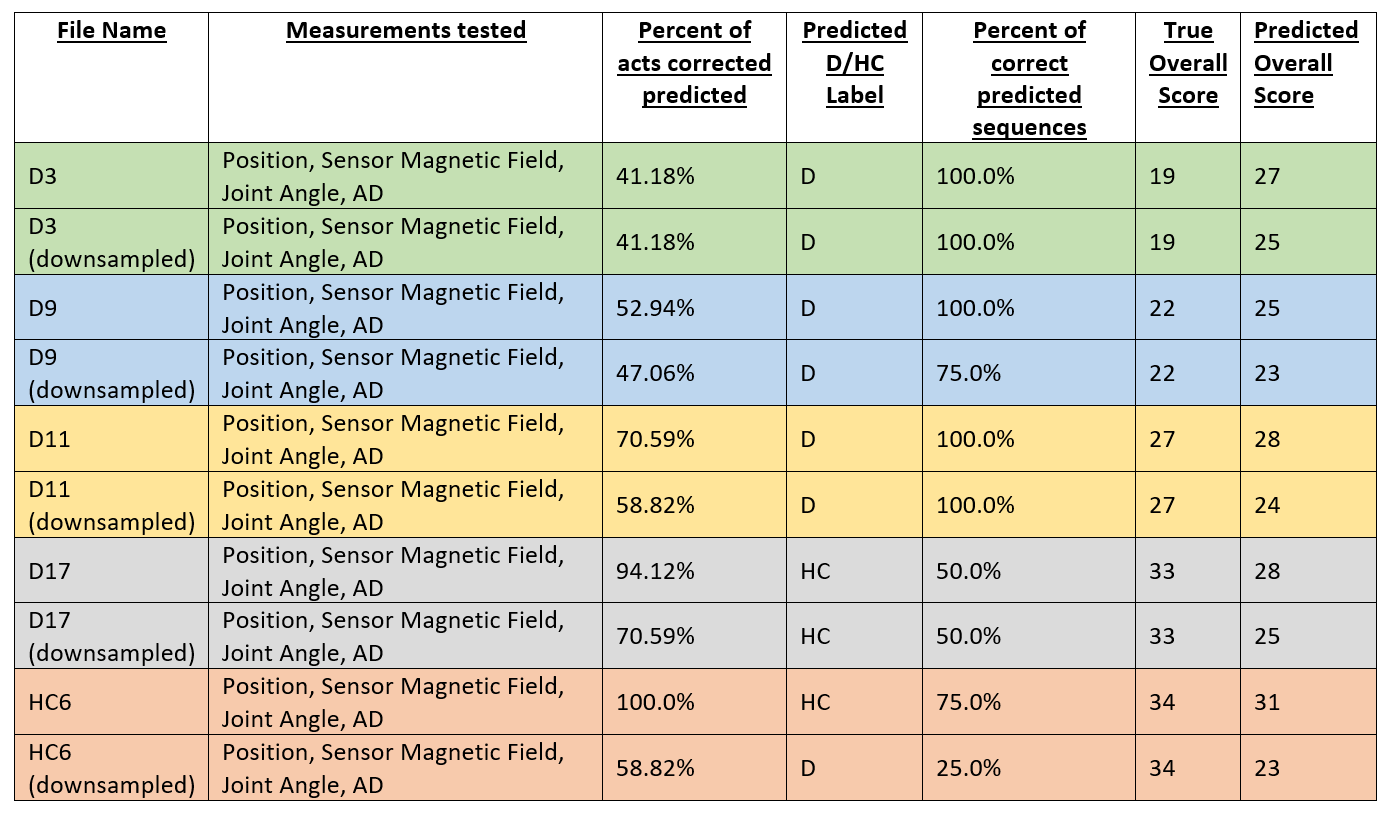 File Name
Measurements tested
Percent of
acts corrected
predicted
Predicted
D/HC
Label
Percent of
correct
predicted
sequences
True
Overall
Score
Predicted
Overall
Score
D3
Position, Sensor Magnetic Field,
Joint Angle, AD
41.18%
D
100.0%
19
27
D3
(downsampled)
Position, Sensor Magnetic Field,
Joint Angle, AD
41.18%
D
100.0%
19
25
D9
Position, Sensor Magnetic Field,
Joint Angle, AD
52.94%
D
100.0%
22
25
D9
(downsampled)
Position, Sensor Magnetic Field,
Joint Angle, AD
47.06%
D
75.0%
22
23
D11
Position, Sensor Magnetic Field,
Joint Angle, AD
70.59%
D
100.0%
27
28
D11
(downsampled)
Position, Sensor Magnetic Field,
Joint Angle, AD
58.82%
D
100.0%
27
24
D17
Position, Sensor Magnetic Field,
Joint Angle, AD
94.12%
HC
50.0%
33
28
D17
(downsampled)
Position, Sensor Magnetic Field,
Joint Angle, AD
70.59%
HC
50.0%
33
25
HC6
Position, Sensor Magnetic Field,
Joint Angle, AD
100.0%
HC
75.0%
34
31
HC6
(downsampled)
Position, Sensor Magnetic Field,
Joint Angle, AD
58.82%
D
25.0%
34
23